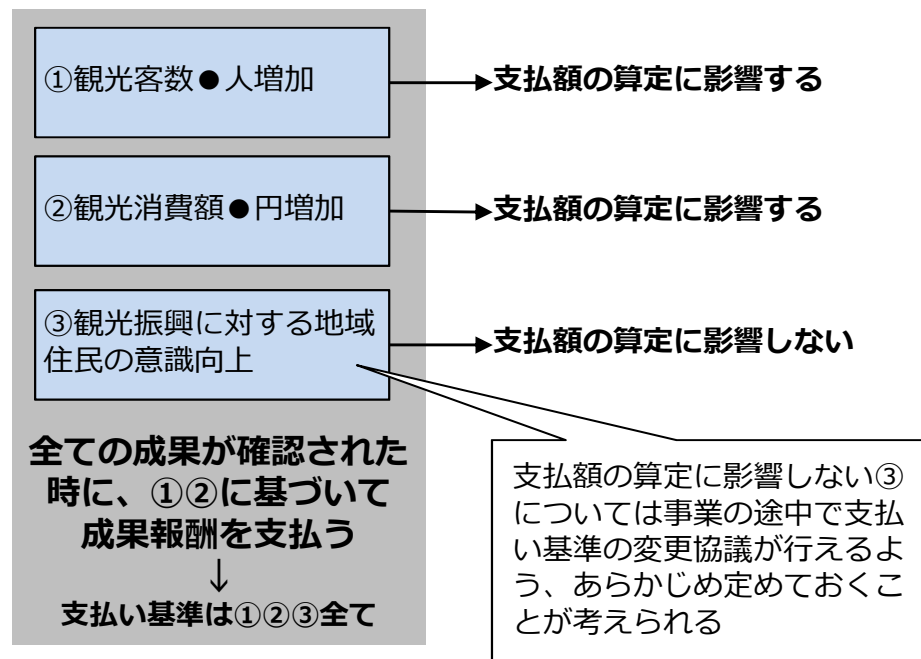 ①観光客数●人増加
支払額の算定に影響する
②観光消費額●円増加
支払額の算定に影響する
③観光振興に対する地域
住民の意識向上
支払額の算定に影響しない
全ての成果が確認された
時に、①②に基づいて
成果報酬を支払う
↓
支払い基準は①②③全て
支払額の算定に影響しない③
については事業の途中で支払
い基準の変更協議が行えるよ
う、あらかじめ定めておくこ
とが考えられる